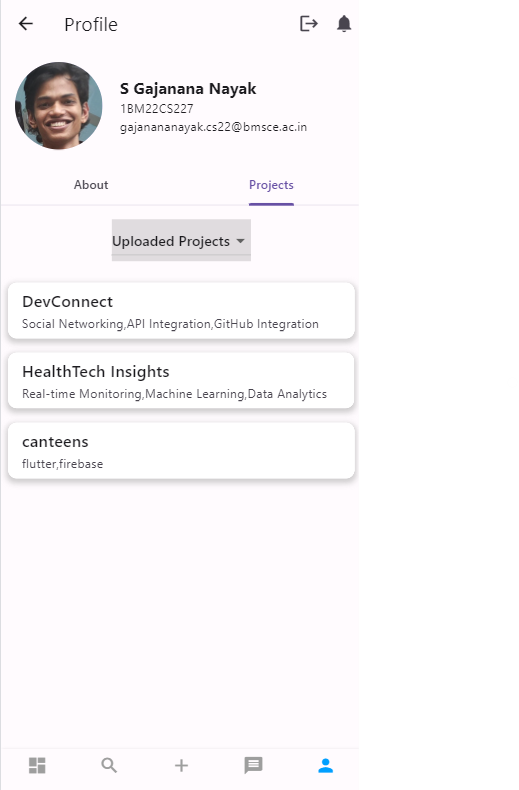 Profile
S Gajanana Nayak
1BM22CS227
gajanananayak.cs22@bmsce.ac.in
About
Projects
Uploaded Projects
DevConnect
Social Networking,API Integration,GitHub Integration
HealthTech Insights
Real-time Monitoring,Machine Learning,Data Analytics
canteens
flutter,firebase